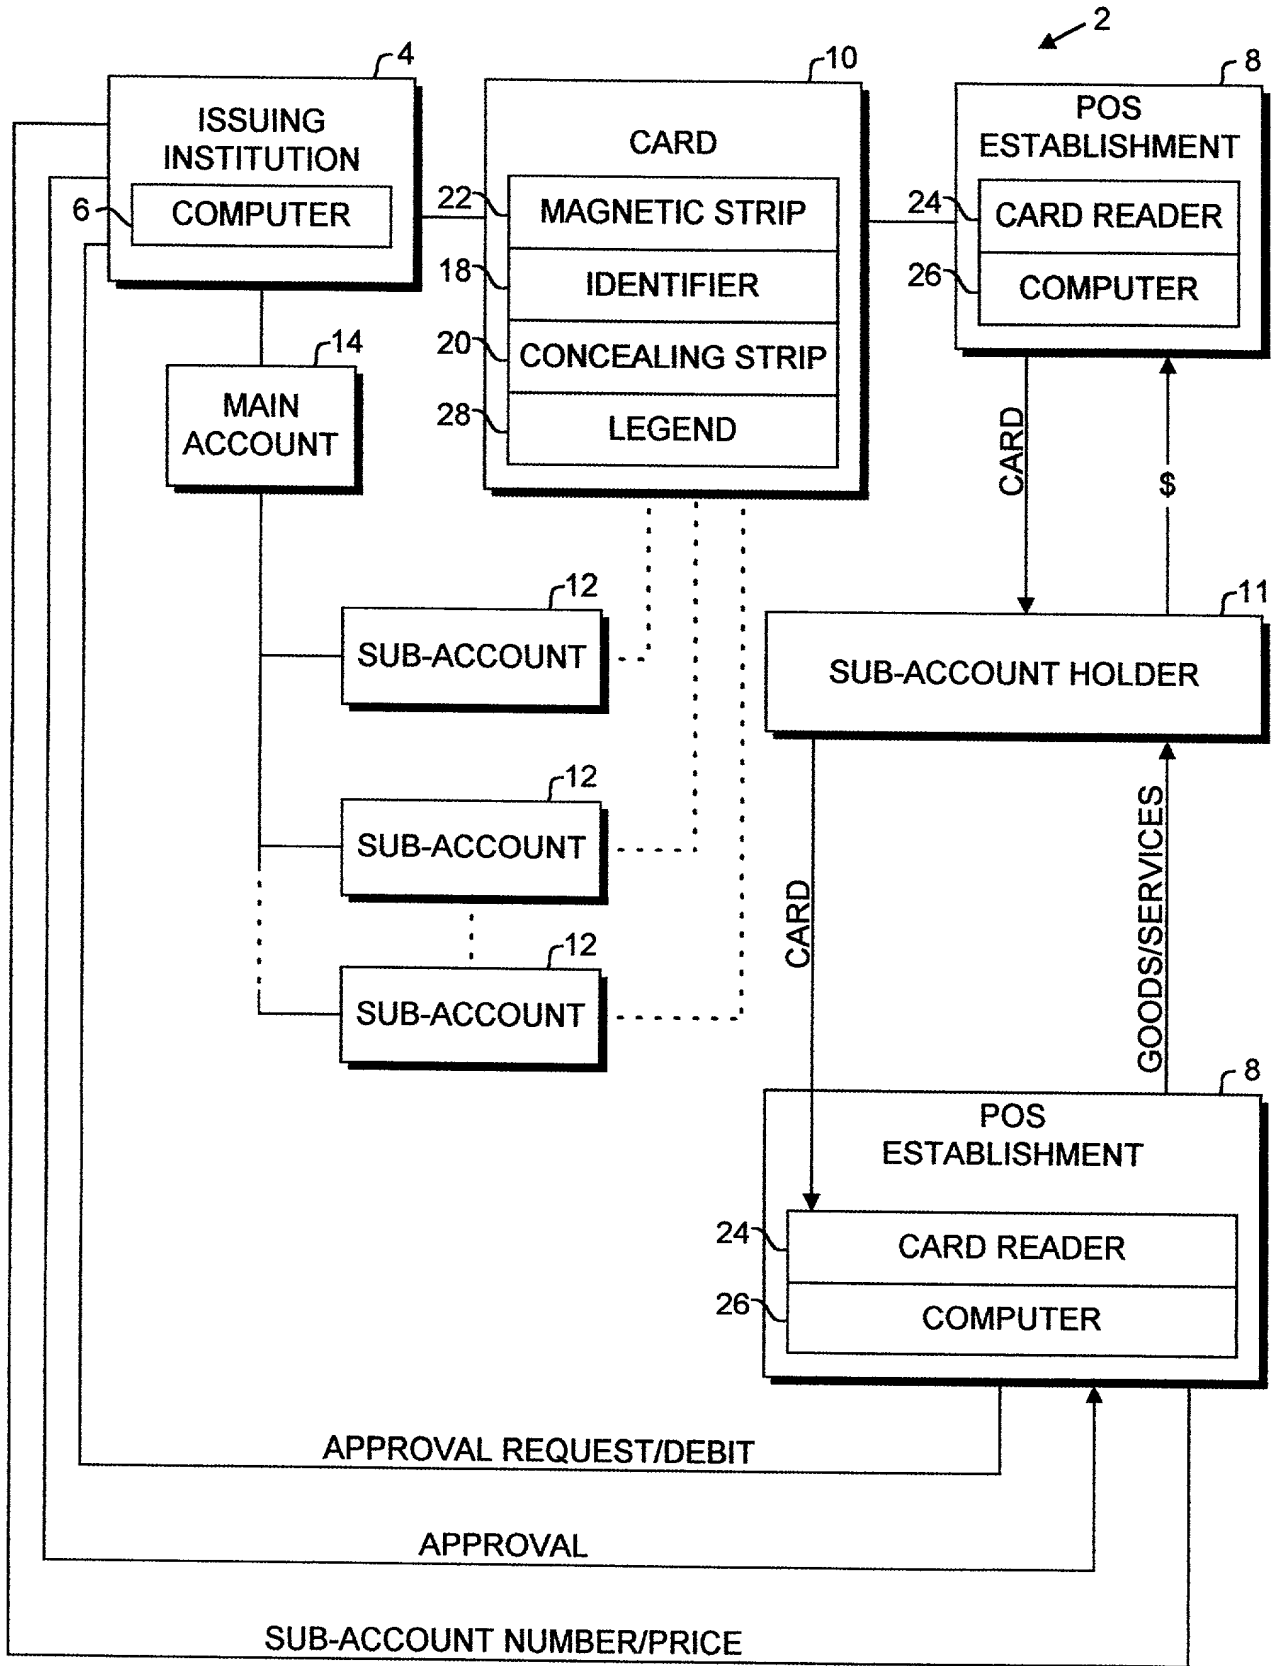 2
4
ISSUING
INSTITUTION
6
COMPUTER
10
CARD
22
MAGNETIC STRIP
18
IDENTIFIER
20
CONCEALING STRIP
28
LEGEND
8
POS
ESTABLISHMENT
24
CARD READER
26
COMPUTER
14
MAIN
ACCOUNT
CARD
$
12
SUB-ACCOUNT
11
SUB-ACCOUNT HOLDER
12
SUB-ACCOUNT
12
SUB-ACCOUNT
CARD
GOODS/SERVICES
8
POS
ESTABLISHMENT
24
CARD READER
26
COMPUTER
APPROVAL REQUEST/DEBIT
APPROVAL
SUB-ACCOUNT NUMBER/PRICE